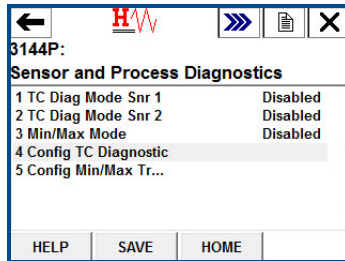 H
3144P:
Sensor and Process Diagnostics
1 TC Diag Mode Snr 1 Disabled
2 TC Diag Mode Snr 2 Disabled
3 Min/Max Mode Disabled
4 Config TC Diagnostic
5 Config Min/Max Tr...
HELP SAVE HOME